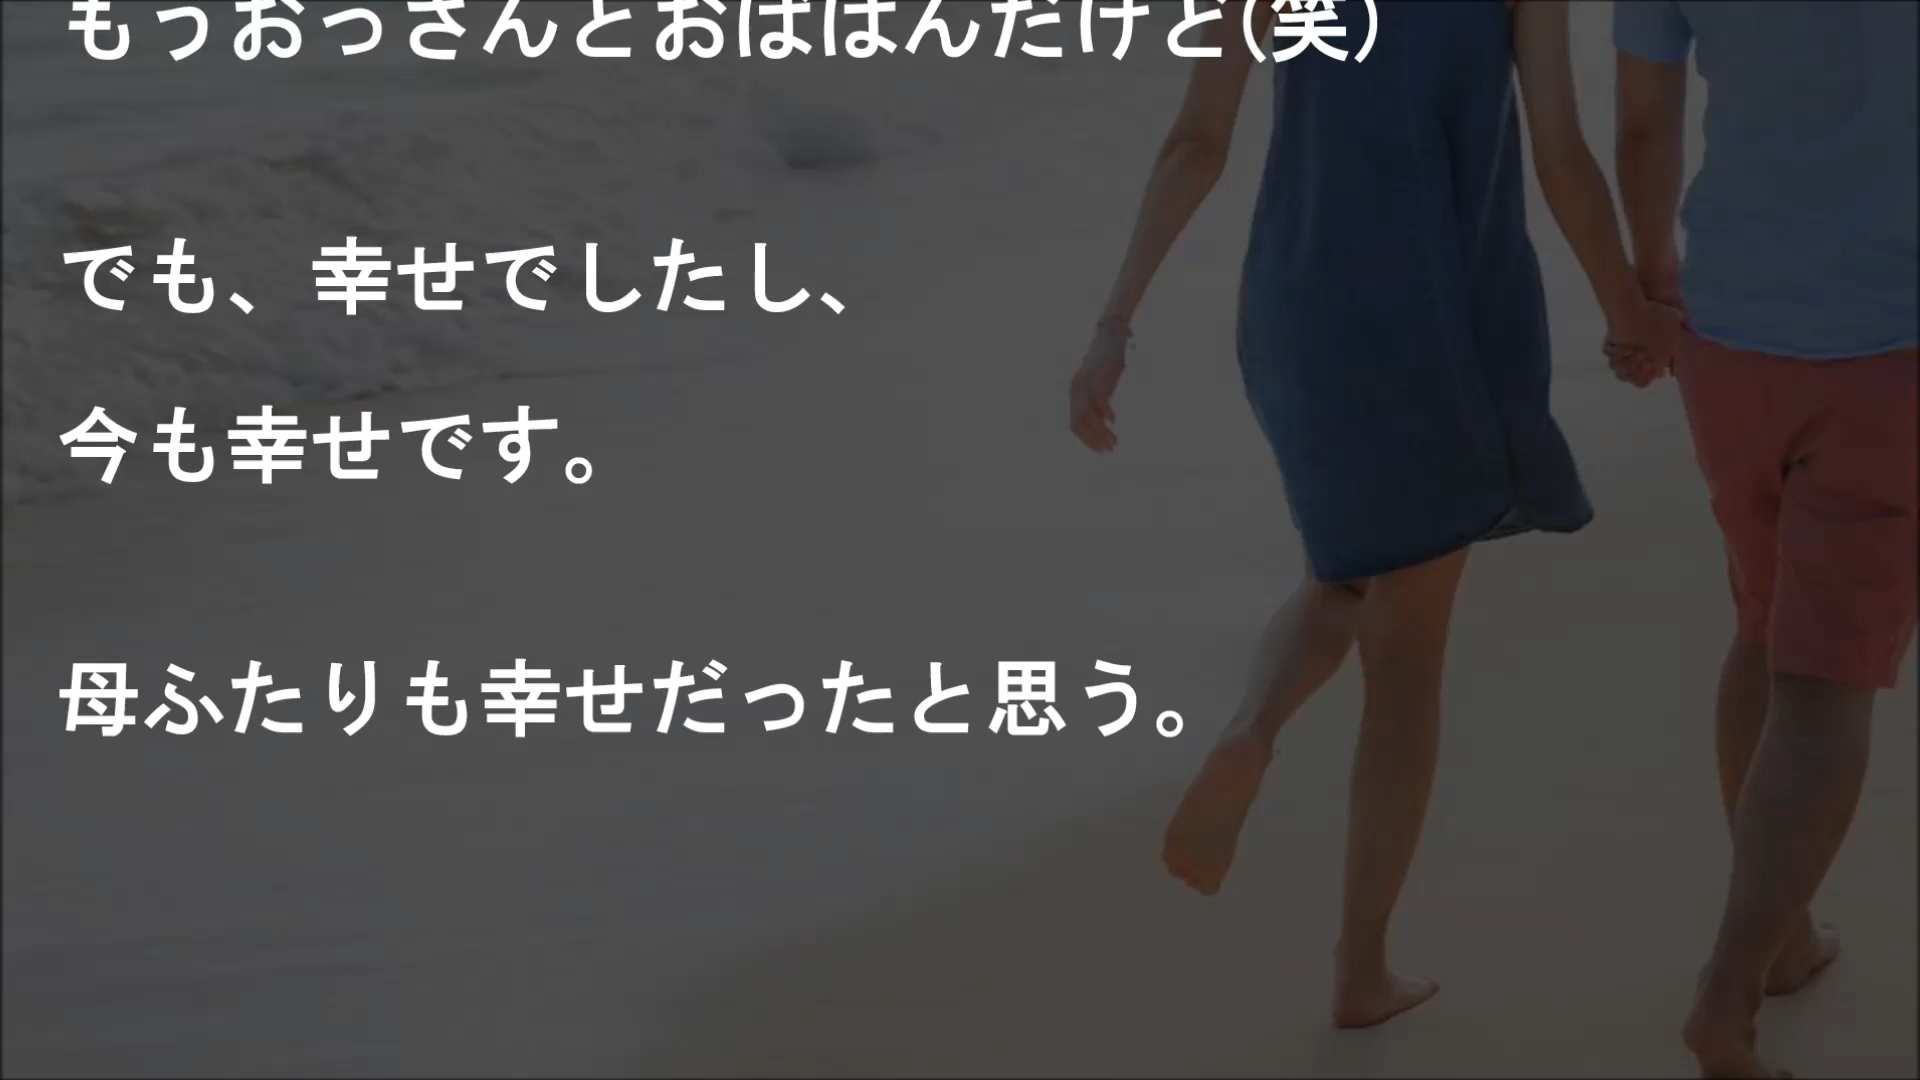 もうおっさんとおばはんだけど(笑)
でも、幸せでしたし、
今も幸せです。
母ふたりも幸せだったと思う。